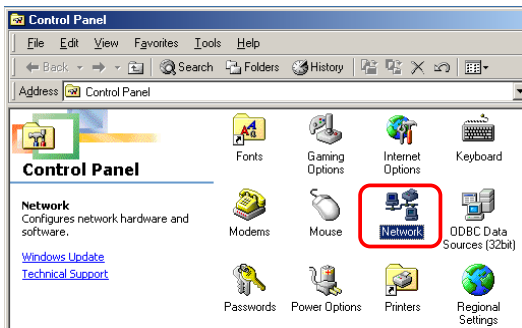 Control Panel
File Edit View Favorites Tools Help
Back Search Folders History
Address Control Panel
Control Panel
Network
Configures network hardware and
software.
Windows Update
Technical Support
Fonts
Gaming
Options
Internet
Options
Keyboard
Modems
Mouse
Network
ODBC Data
Sources (32bit)
Passwords
Power Options
Printers
Regional
Settings